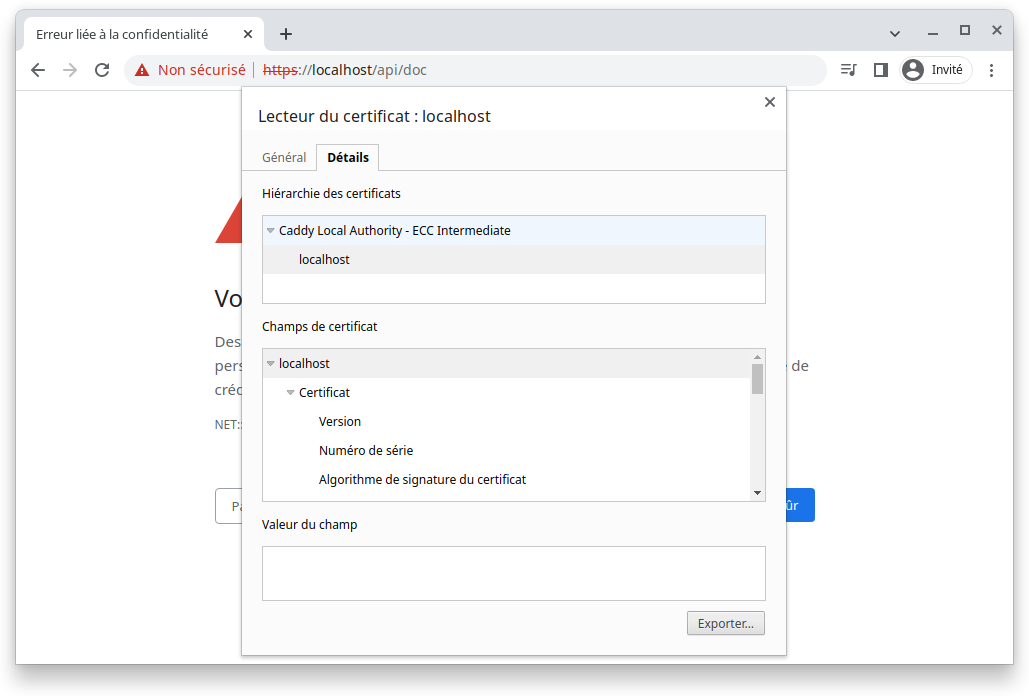 Erreur liée à la confidentialité
Non sécurisé
https://localhost/api/doc
Invité
Lecteur du certificat : localhost
Général
Détails
Hiérarchie des certificats
Caddy Local Authority - ECC Intermediate
localhost
Vo
Champs de certificat
Des
localhost
pers
de
créd
Certificat
NET::
Version
Numéro de série
Algorithme de signature du certificat
Pa
ûr
Valeur du champ
Exporter...